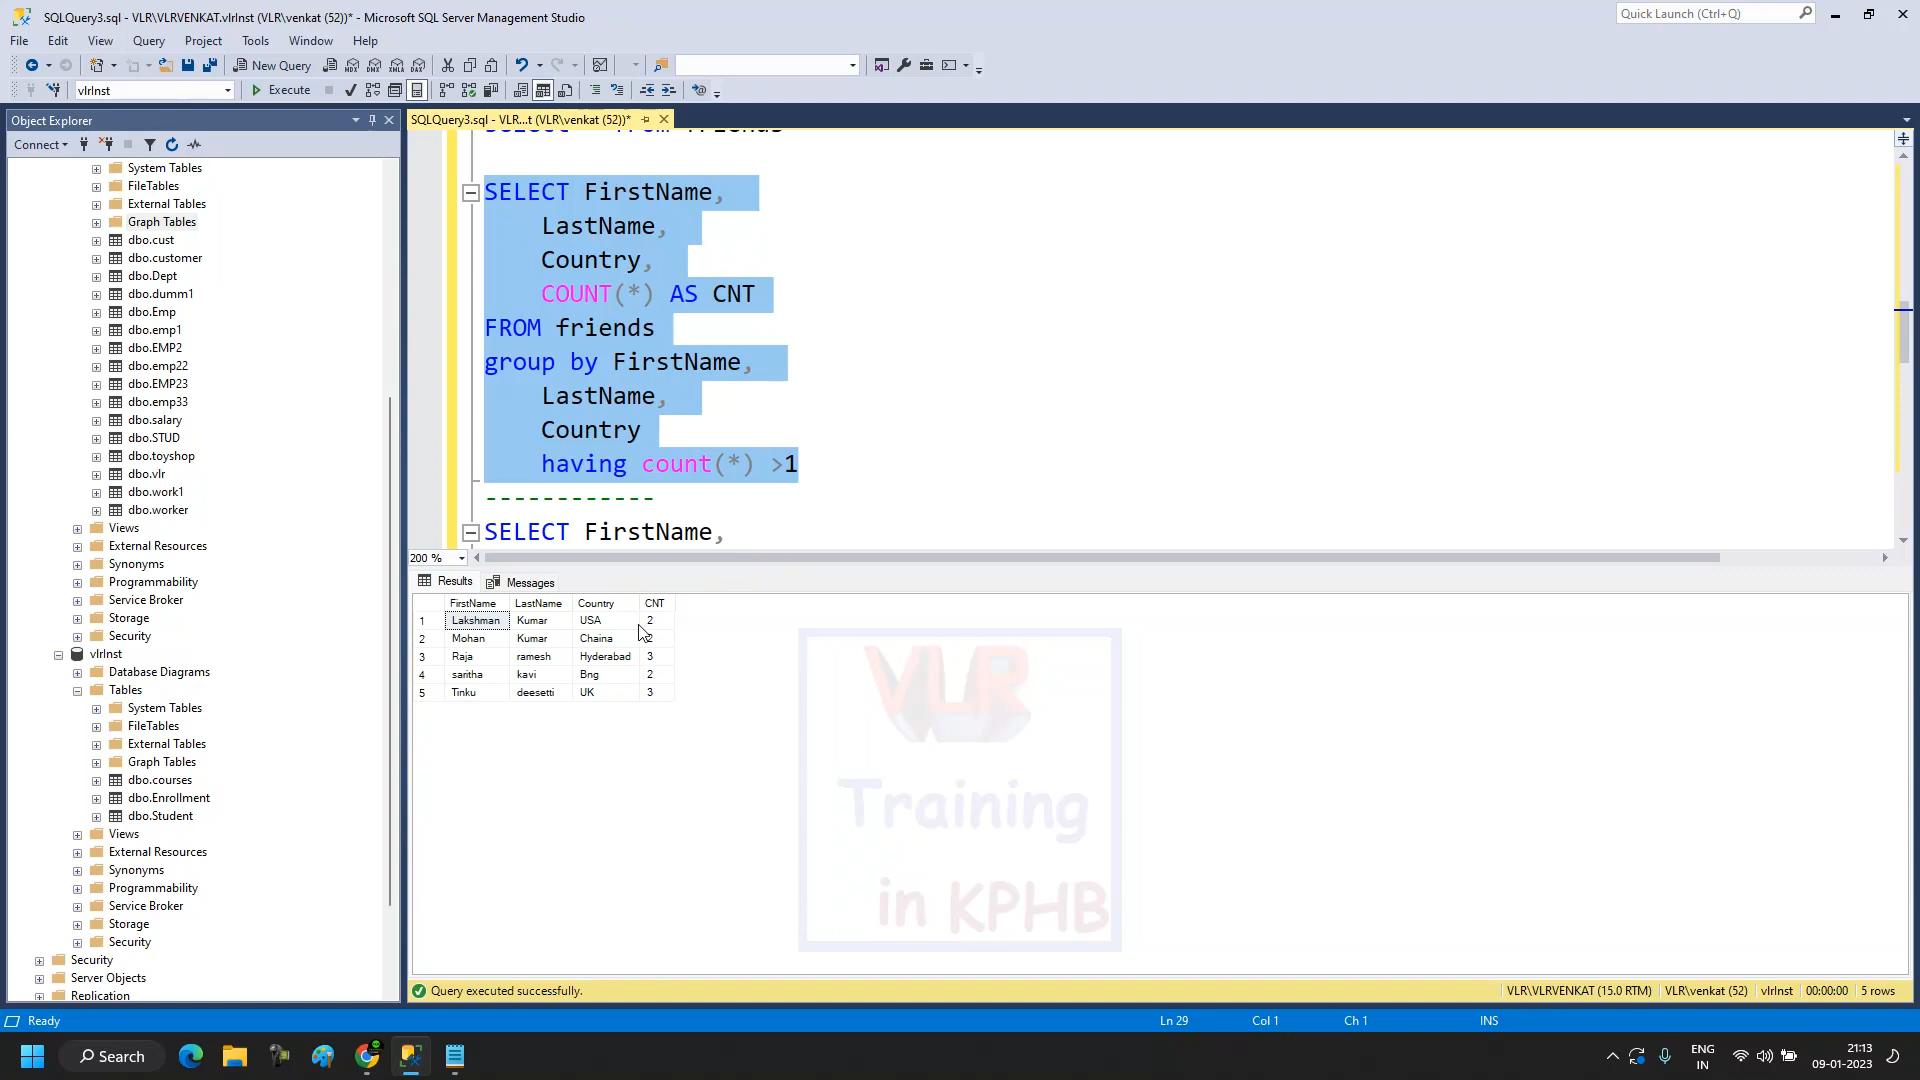 SQLQuery3.sql - VLR\VLRVENKAT.vlrInst (VLR\venkat (52))* - Microsoft SQL Server Management Studio
Quick Launch (Ctrl+Q)
File Edit View Query Project Tools Window Help
New Query
MDX DMX XMLA DAX
vlrInst
Execute
Object Explorer
SQLQuery3.sql - VLR...t (VLR\venkat (52))*
Connect
System Tables
FileTables
External Tables
Graph Tables
dbo.cust
dbo.customer
dbo.Dept
dbo.dumm1
dbo.Emp
dbo.emp1
dbo.EMP2
dbo.emp22
dbo.EMP23
dbo.emp33
dbo.salary
dbo.STUD
dbo.toyshop
dbo.vlr
dbo.work1
dbo.worker
Views
External Resources
Synonyms
Programmability
Service Broker
Storage
Security
vlrInst
Database Diagrams
Tables
System Tables
FileTables
External Tables
Graph Tables
dbo.courses
dbo.Enrollment
dbo.Student
Views
External Resources
Synonyms
Programmability
Service Broker
Storage
Security
Security
Server Objects
Replication
SELECT FirstName,
LastName,
Country,
COUNT(*) AS CNT
FROM friends
group by FirstName,
LastName,
Country
having count(*) >1
------------
SELECT FirstName,
200 %
Results Messages
FirstName LastName Country CNT
1 Lakshman Kumar USA 2
2 Mohan Kumar Chaina 2
3 Raja ramesh Hyderabad 3
4 saritha kavi Bng 2
5 Tinku deesetti UK 3
VLR
Training
in KPHB
Query executed successfully.
VLR\VLRVENKAT (15.0 RTM) VLR\venkat (52) vlrInst 00:00:00 5 rows
Ready
Ln 29 Col 1 Ch 1 INS
Search
ENG
IN
21:13
09-01-2023